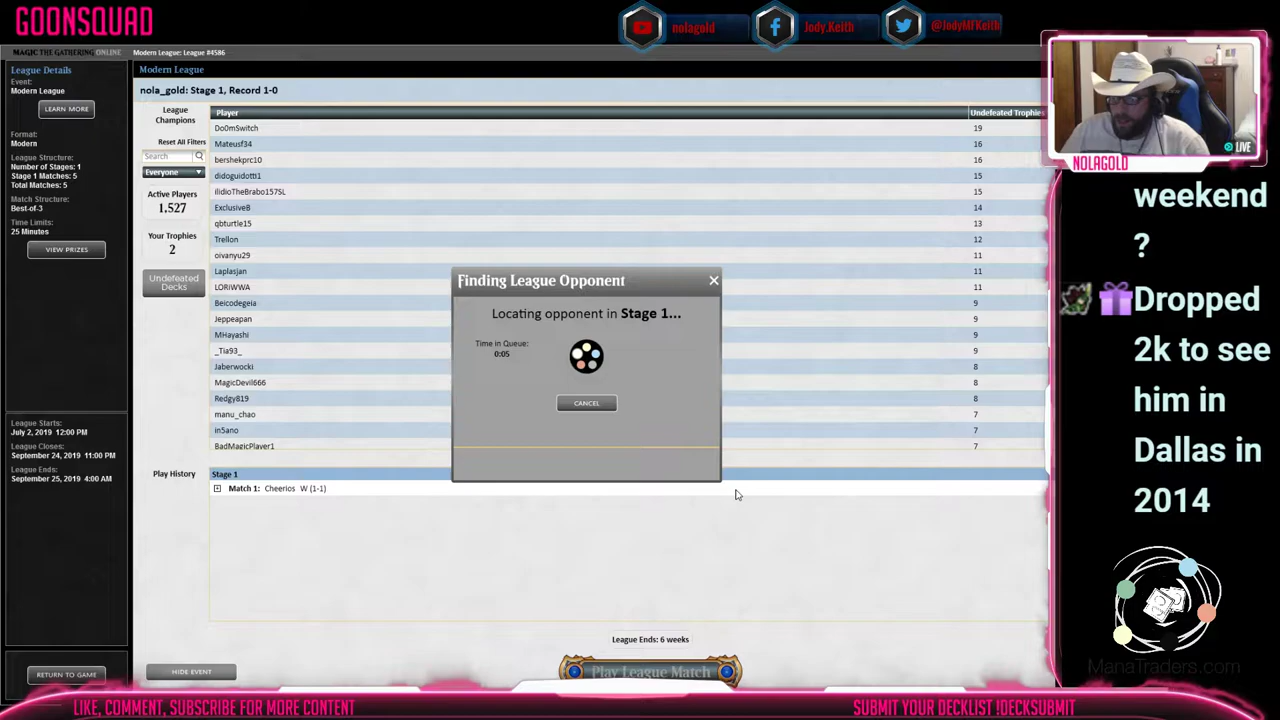 GOONSQUAD
nolagold
Jody.Keith
@JodyMFKeith
MAGIC THE GATHERING ONLINE
Modern League: League #4586
League Details
Event:
Modern League
LEARN MORE
Format:
Modern
League Structure:
Number of Stages: 1
Stage 1 Matches: 5
Total Matches: 5
Match Structure:
Best-of-3
Time Limits:
25 Minutes
VIEW PRIZES
League Starts:
July 2, 2019 12:00 PM
League Closes:
September 24, 2019 11:00 PM
League Ends:
September 25, 2019 4:00 AM
RETURN TO GAME
Modern League
nola_gold: Stage 1, Record 1-0
League
Champions
Reset All Filters
Search
Everyone
Active Players
1,527
Your Trophies
2
Undefeated
Decks
Player Undefeated Trophies
Do0mSwitch 19
Mateusf34 16
bershekprc10 16
didoguidotti1 15
ilidioTheBrabo157SL 15
ExclusiveB 14
qbturtle15 13
Trellon 12
oivanyu29 11
Laplasjan 11
LORiWWA 11
Beicodegeia 9
Jeppeapan 9
MHayashi 9
_Tia93_ 9
Jaberwocki 8
MagicDevil666 8
Redgy819 8
manu_chao 7
in5ano 7
BadMagicPlayer1 7
Finding League Opponent
Locating opponent in Stage 1...
Time in Queue:
0:05
CANCEL
Play History
Stage 1
Match 1: Cheerios W (1-1)
League Ends: 6 weeks
HIDE EVENT
Play League Match
LIVE
NOLAGOLD
weekend
?
Dropped
2k to see
him in
Dallas in
2014
ManaTraders.com
LIKE, COMMENT, SUBSCRIBE FOR MORE CONTENT
SUBMIT YOUR DECKLIST !DECKSUBMIT